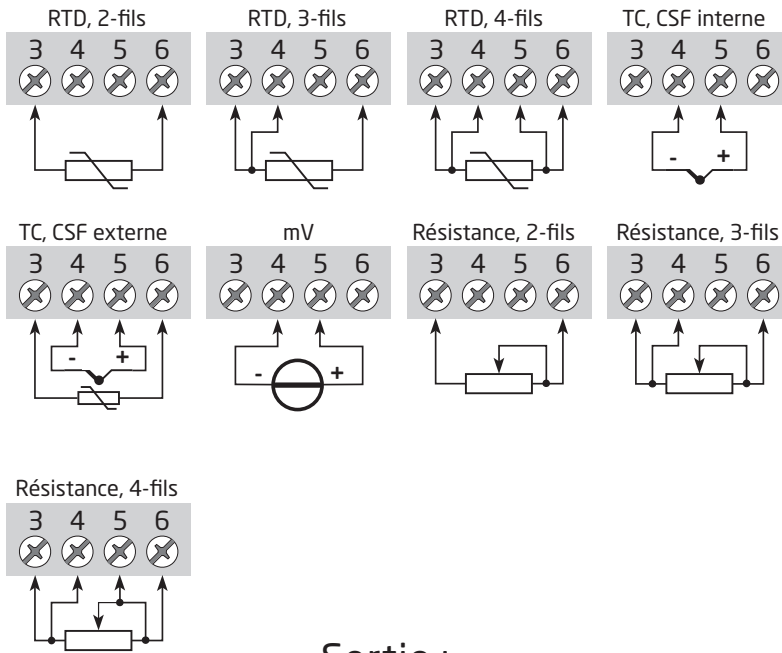 RTD, 2-fils
3 4 5 6
RTD, 3-fils
3 4 5 6
RTD, 4-fils
3 4 5 6
TC, CSF interne
3 4 5 6
- +
TC, CSF externe
3 4 5 6
- +
mV
3 4 5 6
- +
Résistance, 2-fils
3 4 5 6
Résistance, 3-fils
3 4 5 6
Résistance, 4-fils
3 4 5 6